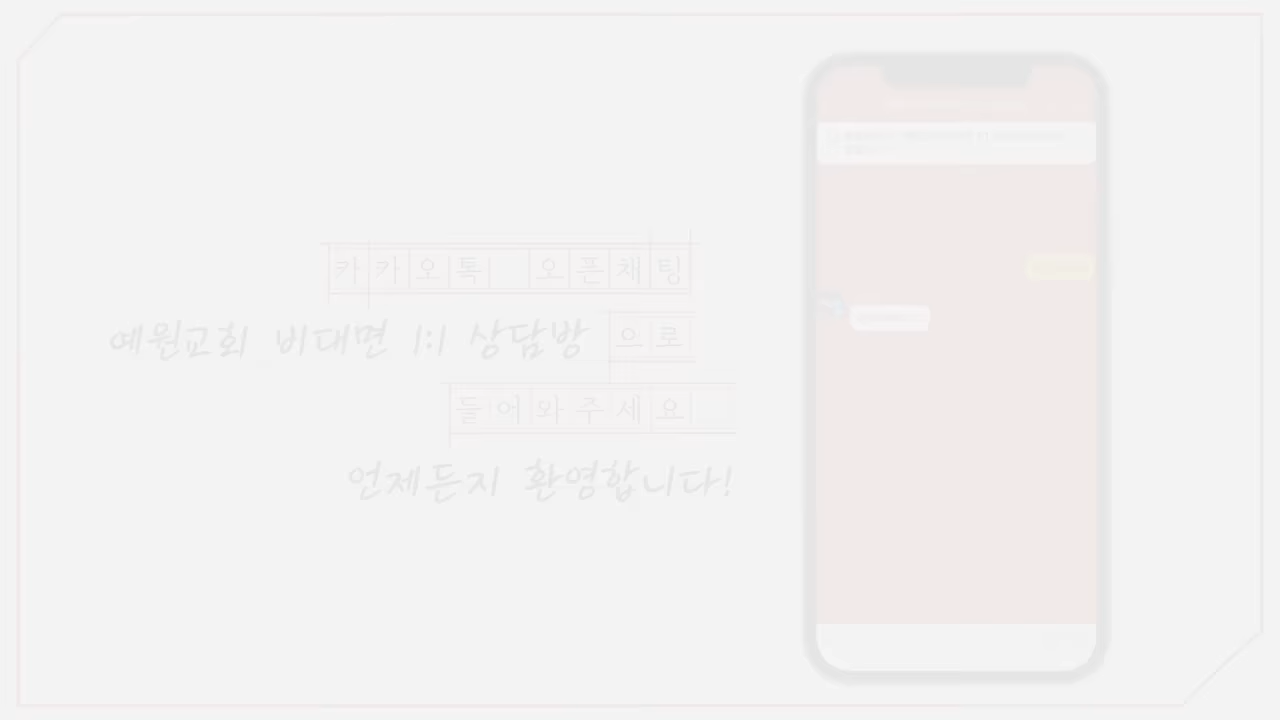 카카오톡 오픈채팅
예원교회 비대면 1:1 상담방으로
들어와주세요
언제든지 환영합니다!